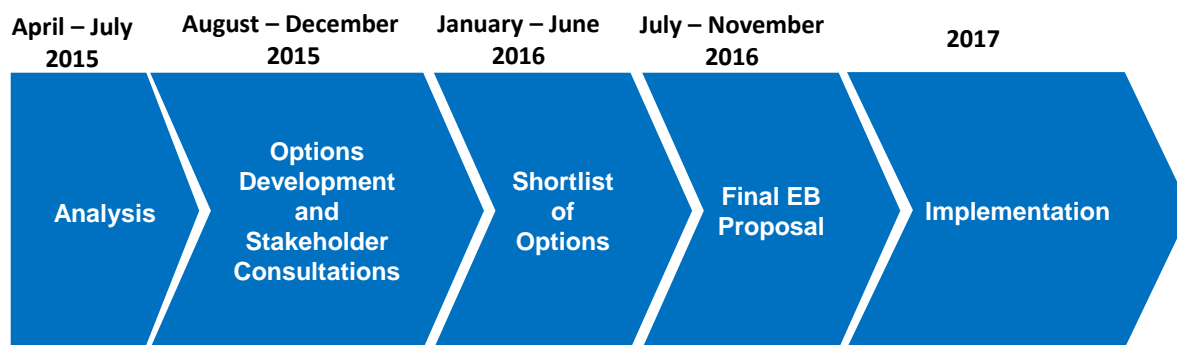 April – July
2015
August – December
2015
January – June
2016
July – November
2016
2017
Analysis
Options
Development
and
Stakeholder
Consultations
Shortlist
of
Options
Final EB
Proposal
Implementation